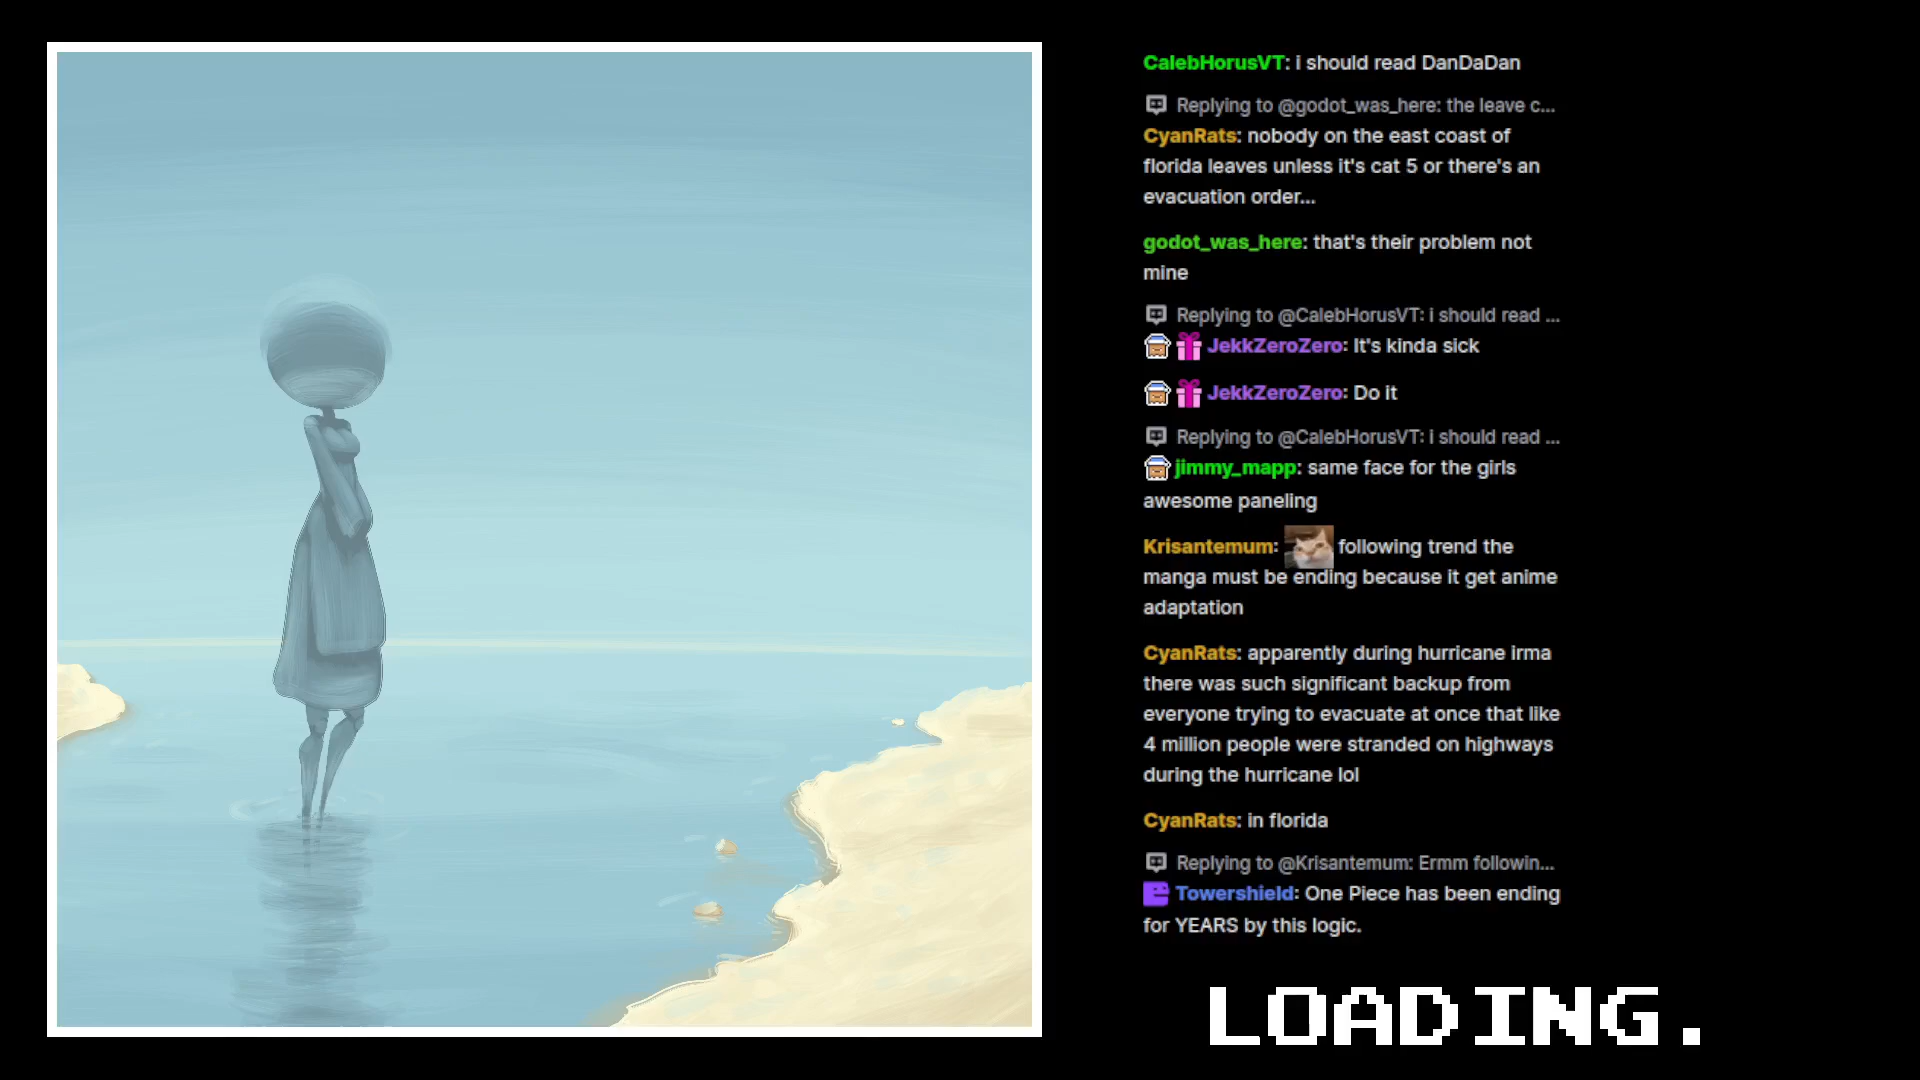 CalebHorusVT: i should read DanDaDan
Replying to @godot_was_here: the leave c...
CyanRats: nobody on the east coast of
florida leaves unless it's cat 5 or there's an
evacuation order...
godot_was_here: that's their problem not
mine
Replying to @CalebHorusVT: i should read ...
JekkZeroZero: It's kinda sick
JekkZeroZero: Do it
Replying to @CalebHorusVT: i should read ...
jimmy_mapp: same face for the girls
awesome paneling
Krisantemum: following trend the
manga must be ending because it get anime
adaptation
CyanRats: apparently during hurricane irma
there was such significant backup from
everyone trying to evacuate at once that like
4 million people were stranded on highways
during the hurricane lol
CyanRats: in florida
Replying to @Krisantemum: Ermm followin...
Towershield: One Piece has been ending
for YEARS by this logic.
LOADING.